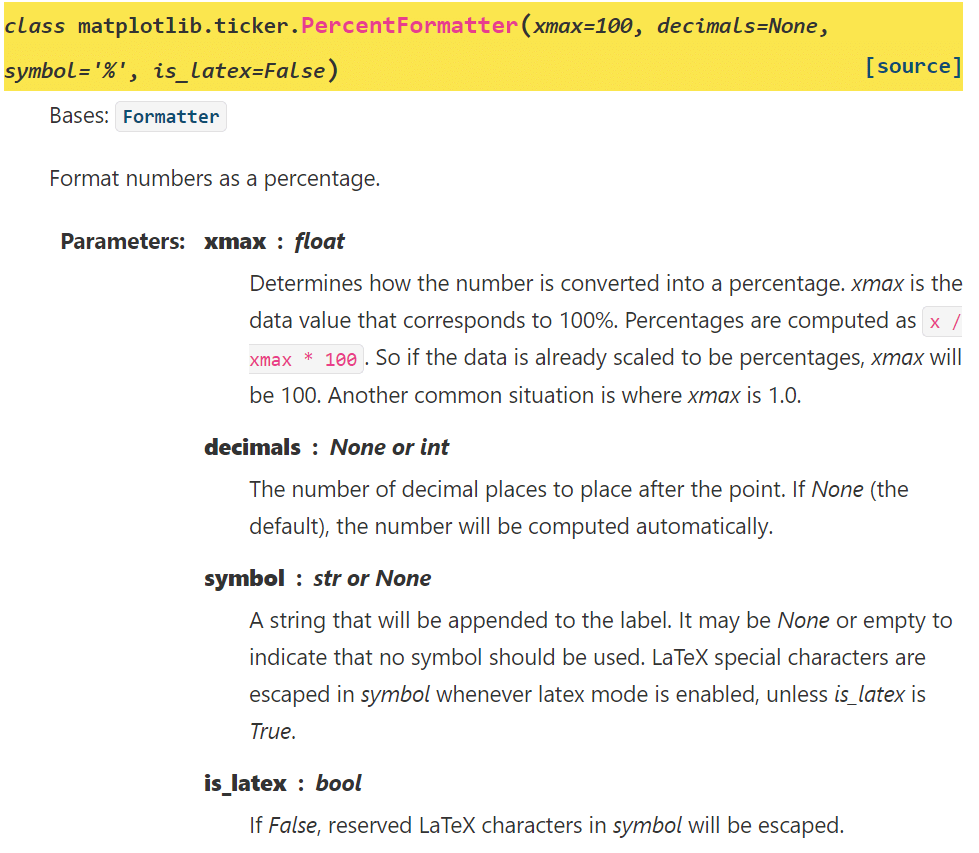 class matplotlib.ticker.PercentFormatter(xmax=100, decimals=None,
symbol='%', is_latex=False) [source]
Bases: Formatter
Format numbers as a percentage.
Parameters: xmax : float
Determines how the number is converted into a percentage. xmax is the
data value that corresponds to 100%. Percentages are computed as x /
xmax * 100. So if the data is already scaled to be percentages, xmax will
be 100. Another common situation is where xmax is 1.0.
decimals : None or int
The number of decimal places to place after the point. If None (the
default), the number will be computed automatically.
symbol : str or None
A string that will be appended to the label. It may be None or empty to
indicate that no symbol should be used. LaTeX special characters are
escaped in symbol whenever latex mode is enabled, unless is_latex is
True.
is_latex : bool
If False, reserved LaTeX characters in symbol will be escaped.